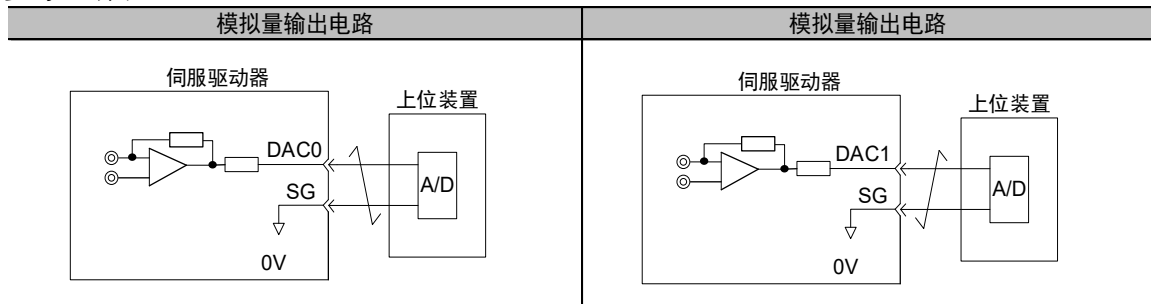 模拟量输出电路
模拟量输出电路
伺服驱动器
上位装置
DAC0
A/D
SG
0V
伺服驱动器
上位装置
DAC1
A/D
SG
0V